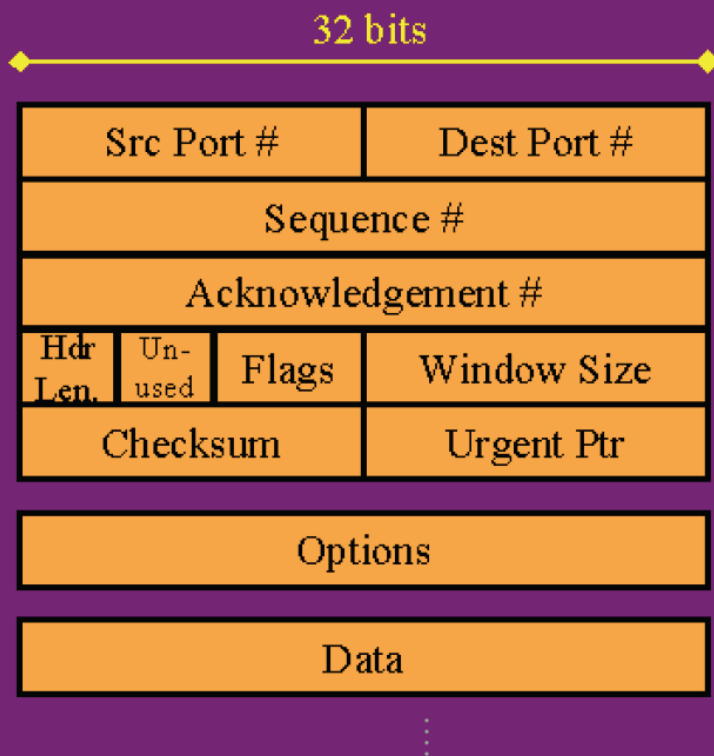 32 bits
Src Port #
Dest Port #
Sequence #
Acknowledgement #
Hdr
Len.
Un-
used
Flags
Window Size
Checksum
Urgent Ptr
Options
Data